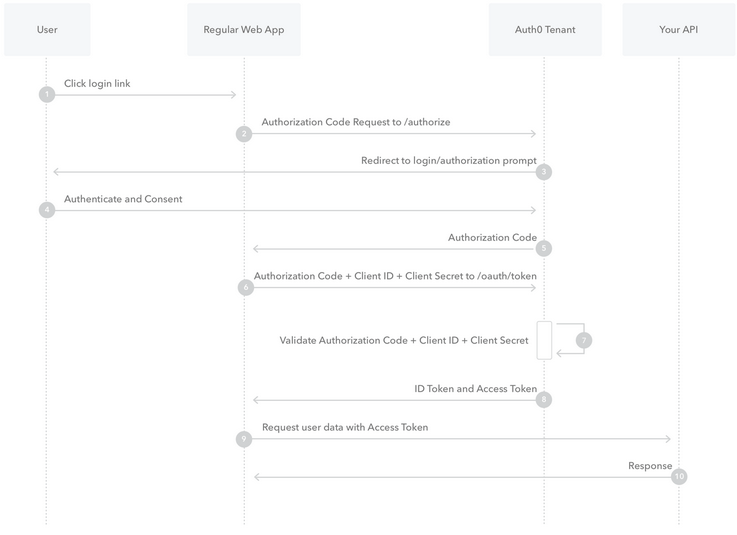 User
Regular Web App
Auth0 Tenant
Your API
Click login link
1
Authorization Code Request to /authorize
2
Redirect to login/authorization prompt
3
Authenticate and Consent
4
Authorization Code
5
Authorization Code + Client ID + Client Secret to /oauth/token
6
Validate Authorization Code + Client ID + Client Secret
7
ID Token and Access Token
8
Request user data with Access Token
9
Response
10